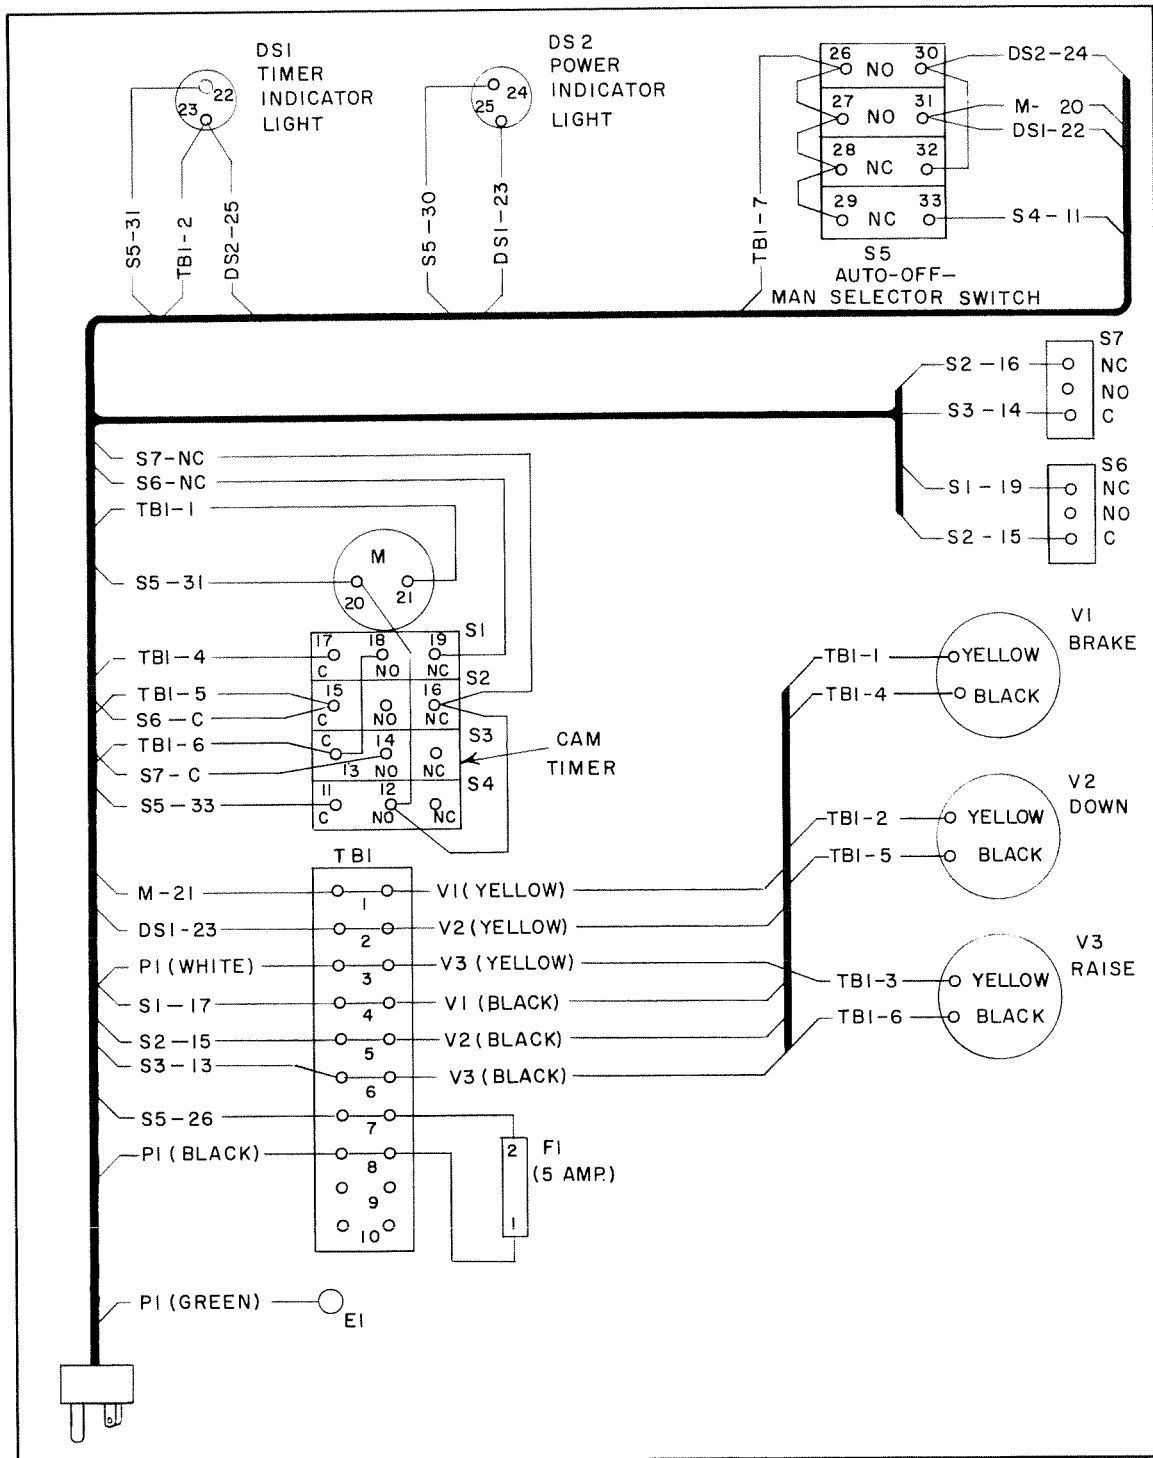 DS1
TIMER
INDICATOR
LIGHT
22
23
S5-31
TB1-2
DS2-25
DS2
POWER
INDICATOR
LIGHT
24
25
S5-30
DS1-23
TB1-7
26 NO 30
27 NO 31
28 NC 32
29 NC 33
DS2-24
M- 20
DS1-22
S4-11
S5
AUTO-OFF-
MAN SELECTOR SWITCH
S7
S2-16 NC
NO
S3-14 C
S6
S1-19 NC
NO
S2-15 C
S7-NC
S6-NC
TB1-1
M
S5-31
20 21
17 18 19 S1
TB1-4
C NO NC
S2
TB1-5 15 16
S6-C C NO NC
S3
TB1-6 C 14
S7-C 13 NO NC
CAM
TIMER
S4
S5-33 11 12
C NO NC
V1
BRAKE
TB1-1 YELLOW
TB1-4 BLACK
V2
DOWN
TB1-2 YELLOW
TB1-5 BLACK
V3
RAISE
TB1-3 YELLOW
TB1-6 BLACK
TB1
M-21 1 V1(YELLOW)
DS1-23 2 V2(YELLOW)
P1(WHITE) 3 V3(YELLOW)
S1-17 4 V1(BLACK)
S2-15 5 V2(BLACK)
S3-13 6 V3(BLACK)
S5-26 7
P1(BLACK) 8
9
10
2
1
F1
(5 AMP.)
P1(GREEN)
E1